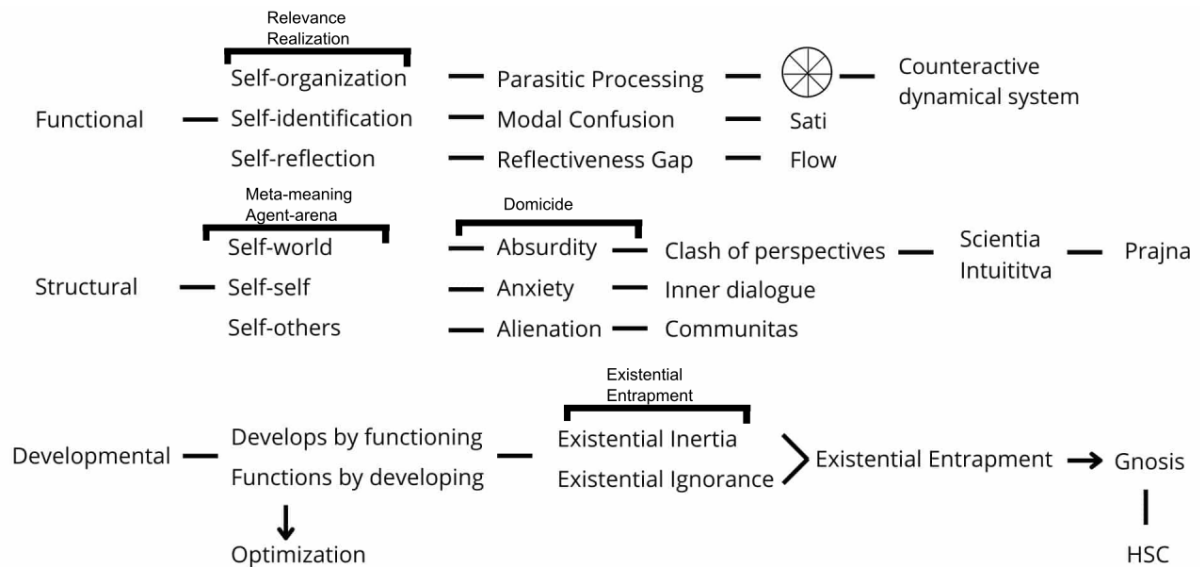 Relevance
Realization
Self-organization Parasitic Processing Counteractive
dynamical system
Functional Self-identification Modal Confusion Sati
Self-reflection Reflectiveness Gap Flow
Meta-meaning
Agent-arena
Domicide
Self-world Absurdity Clash of perspectives Scientia
Intuititva Prajna
Structural Self-self Anxiety Inner dialogue
Self-others Alienation Communitas
Existential
Entrapment
Develops by functioning Existential Inertia
Developmental Existential Entrapment Gnosis
Functions by developing Existential Ignorance
Optimization HSC